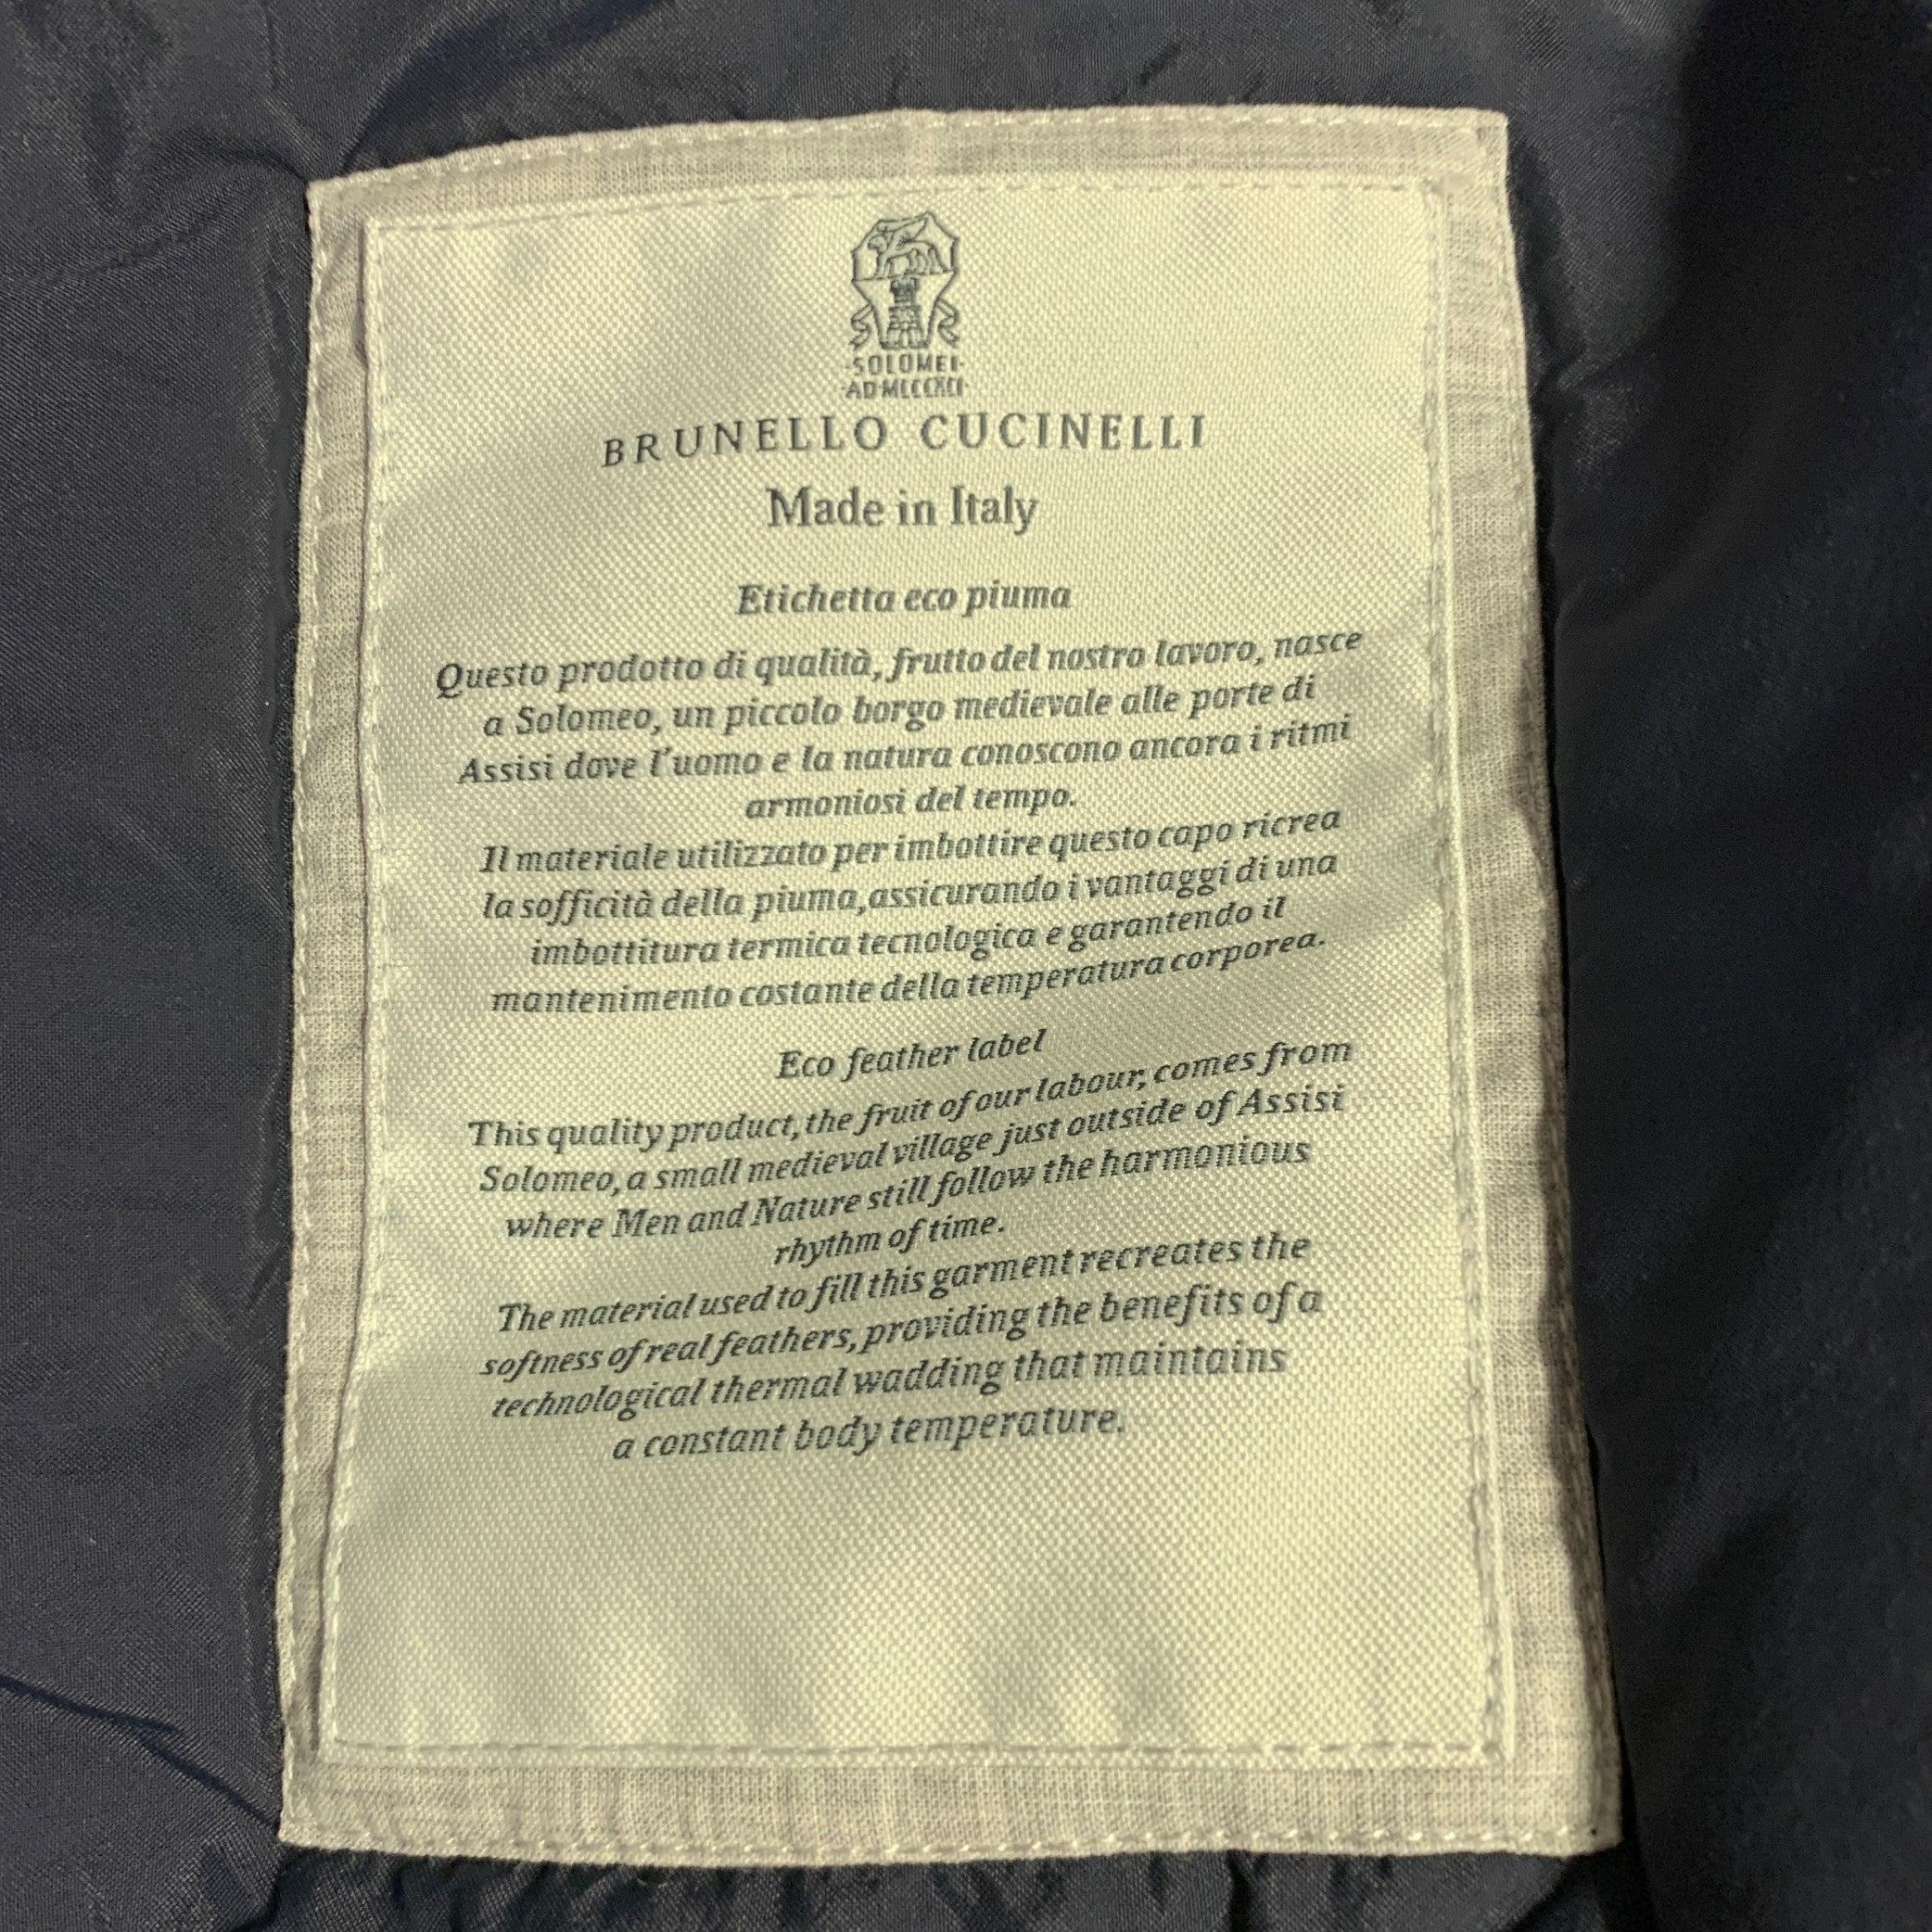 ·SOLOMEI·
·AD·MCCCXCI·
BRUNELLO CUCINELLI
Made in Italy
Etichetta eco piuma
Questo prodotto di qualità, frutto del nostro lavoro, nasce
a Solomeo, un piccolo borgo medievale alle porte di
Assisi dove l'uomo e la natura conoscono ancora i ritmi
armoniosi del tempo.
Il materiale utilizzato per imbottire questo capo ricrea
la sofficità della piuma, assicurando i vantaggi di una
imbottitura termica tecnologica e garantendo il
mantenimento costante della temperatura corporea.
Eco feather label
This quality product, the fruit of our labour, comes from
Solomeo, a small medieval village just outside of Assisi
where Men and Nature still follow the harmonious
rhythm of time.
The material used to fill this garment recreates the
softness of real feathers, providing the benefits of a
technological thermal wadding that maintains
a constant body temperature.